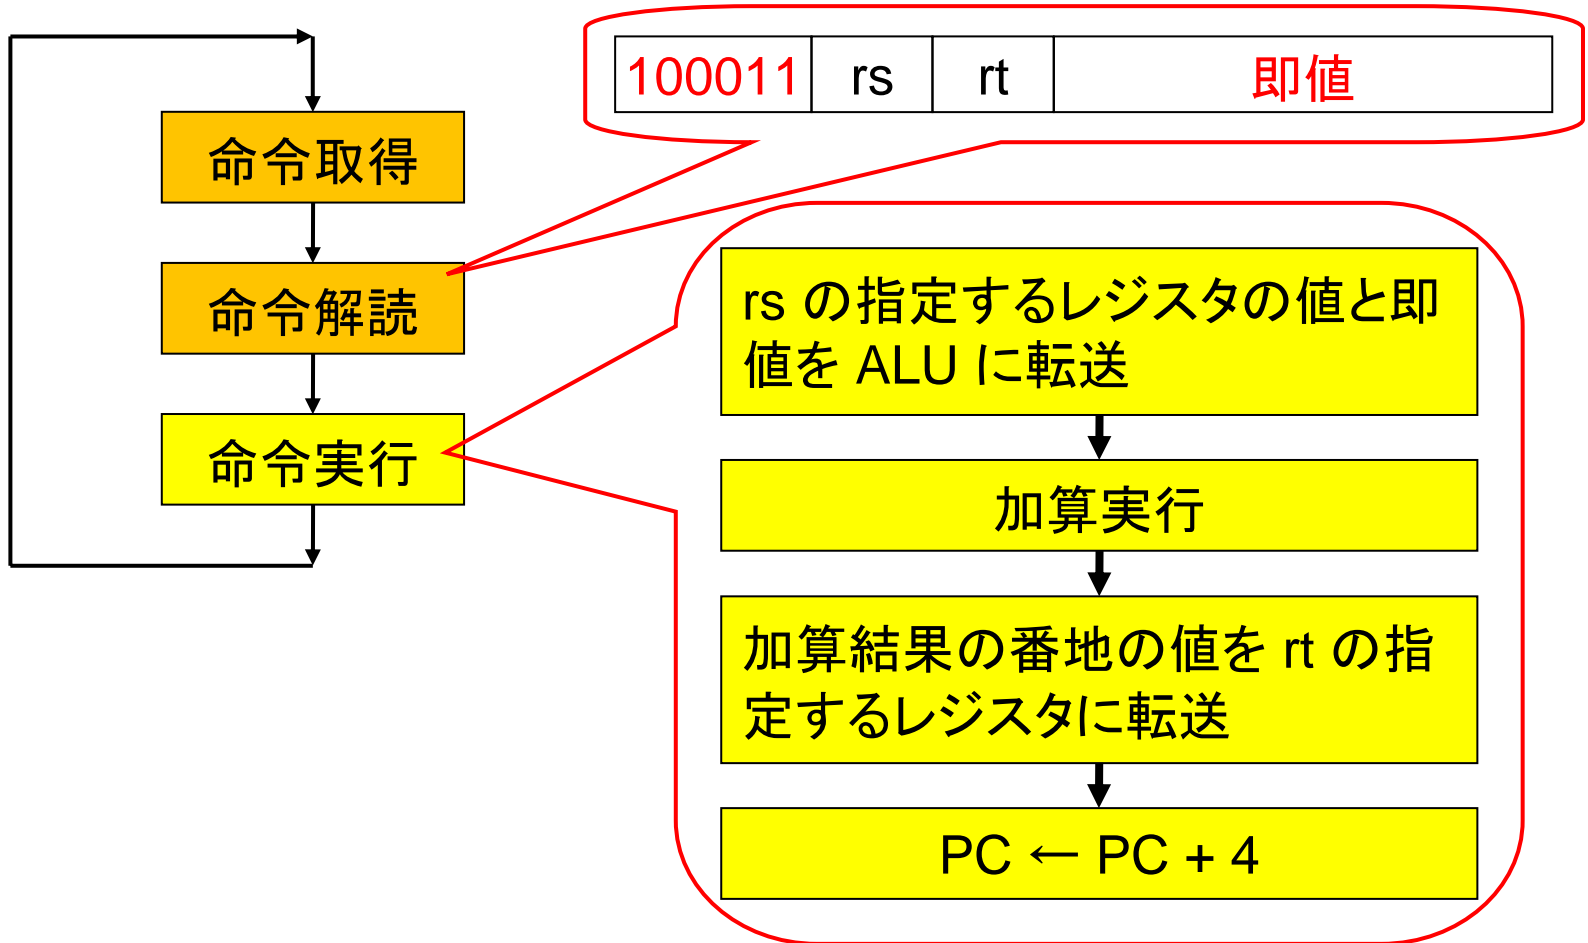 100011 rs rt 即値
命令取得
命令解読
命令実行
rs の指定するレジスタの値と即
値を ALU に転送
加算実行
加算結果の番地の値を rt の指
定するレジスタに転送
PC ← PC + 4